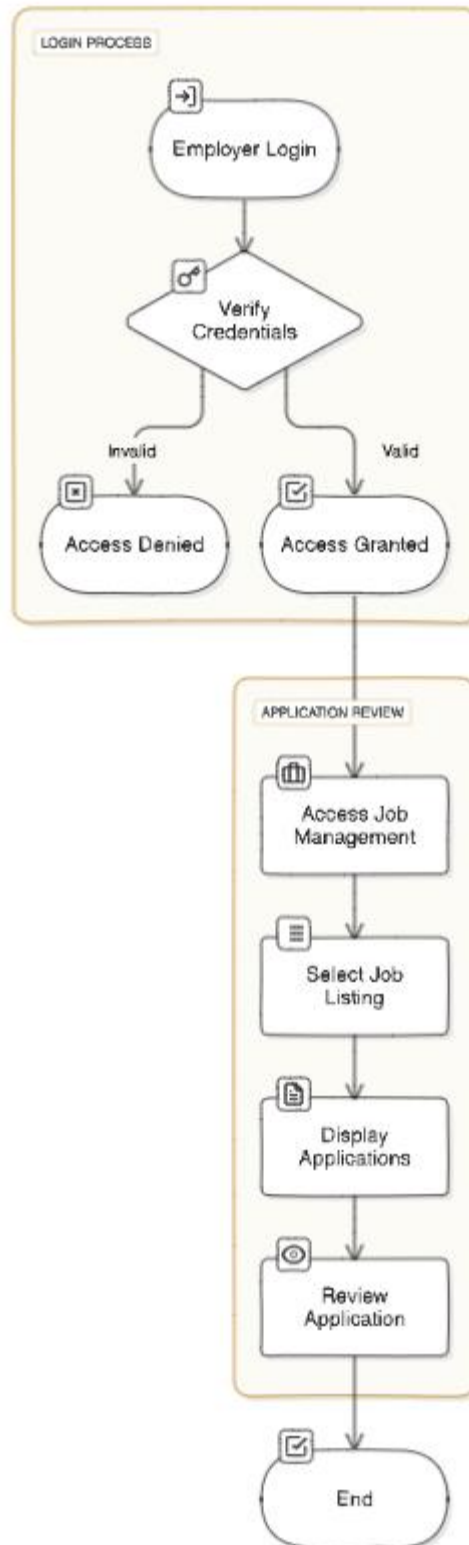 LOGIN PROCESS
Employer Login
Verify
Credentials
Invalid
Valid
Access Denied
Access Granted
APPLICATION REVIEW
Access Job
Management
Select Job
Listing
Display
Applications
Review
Application
End